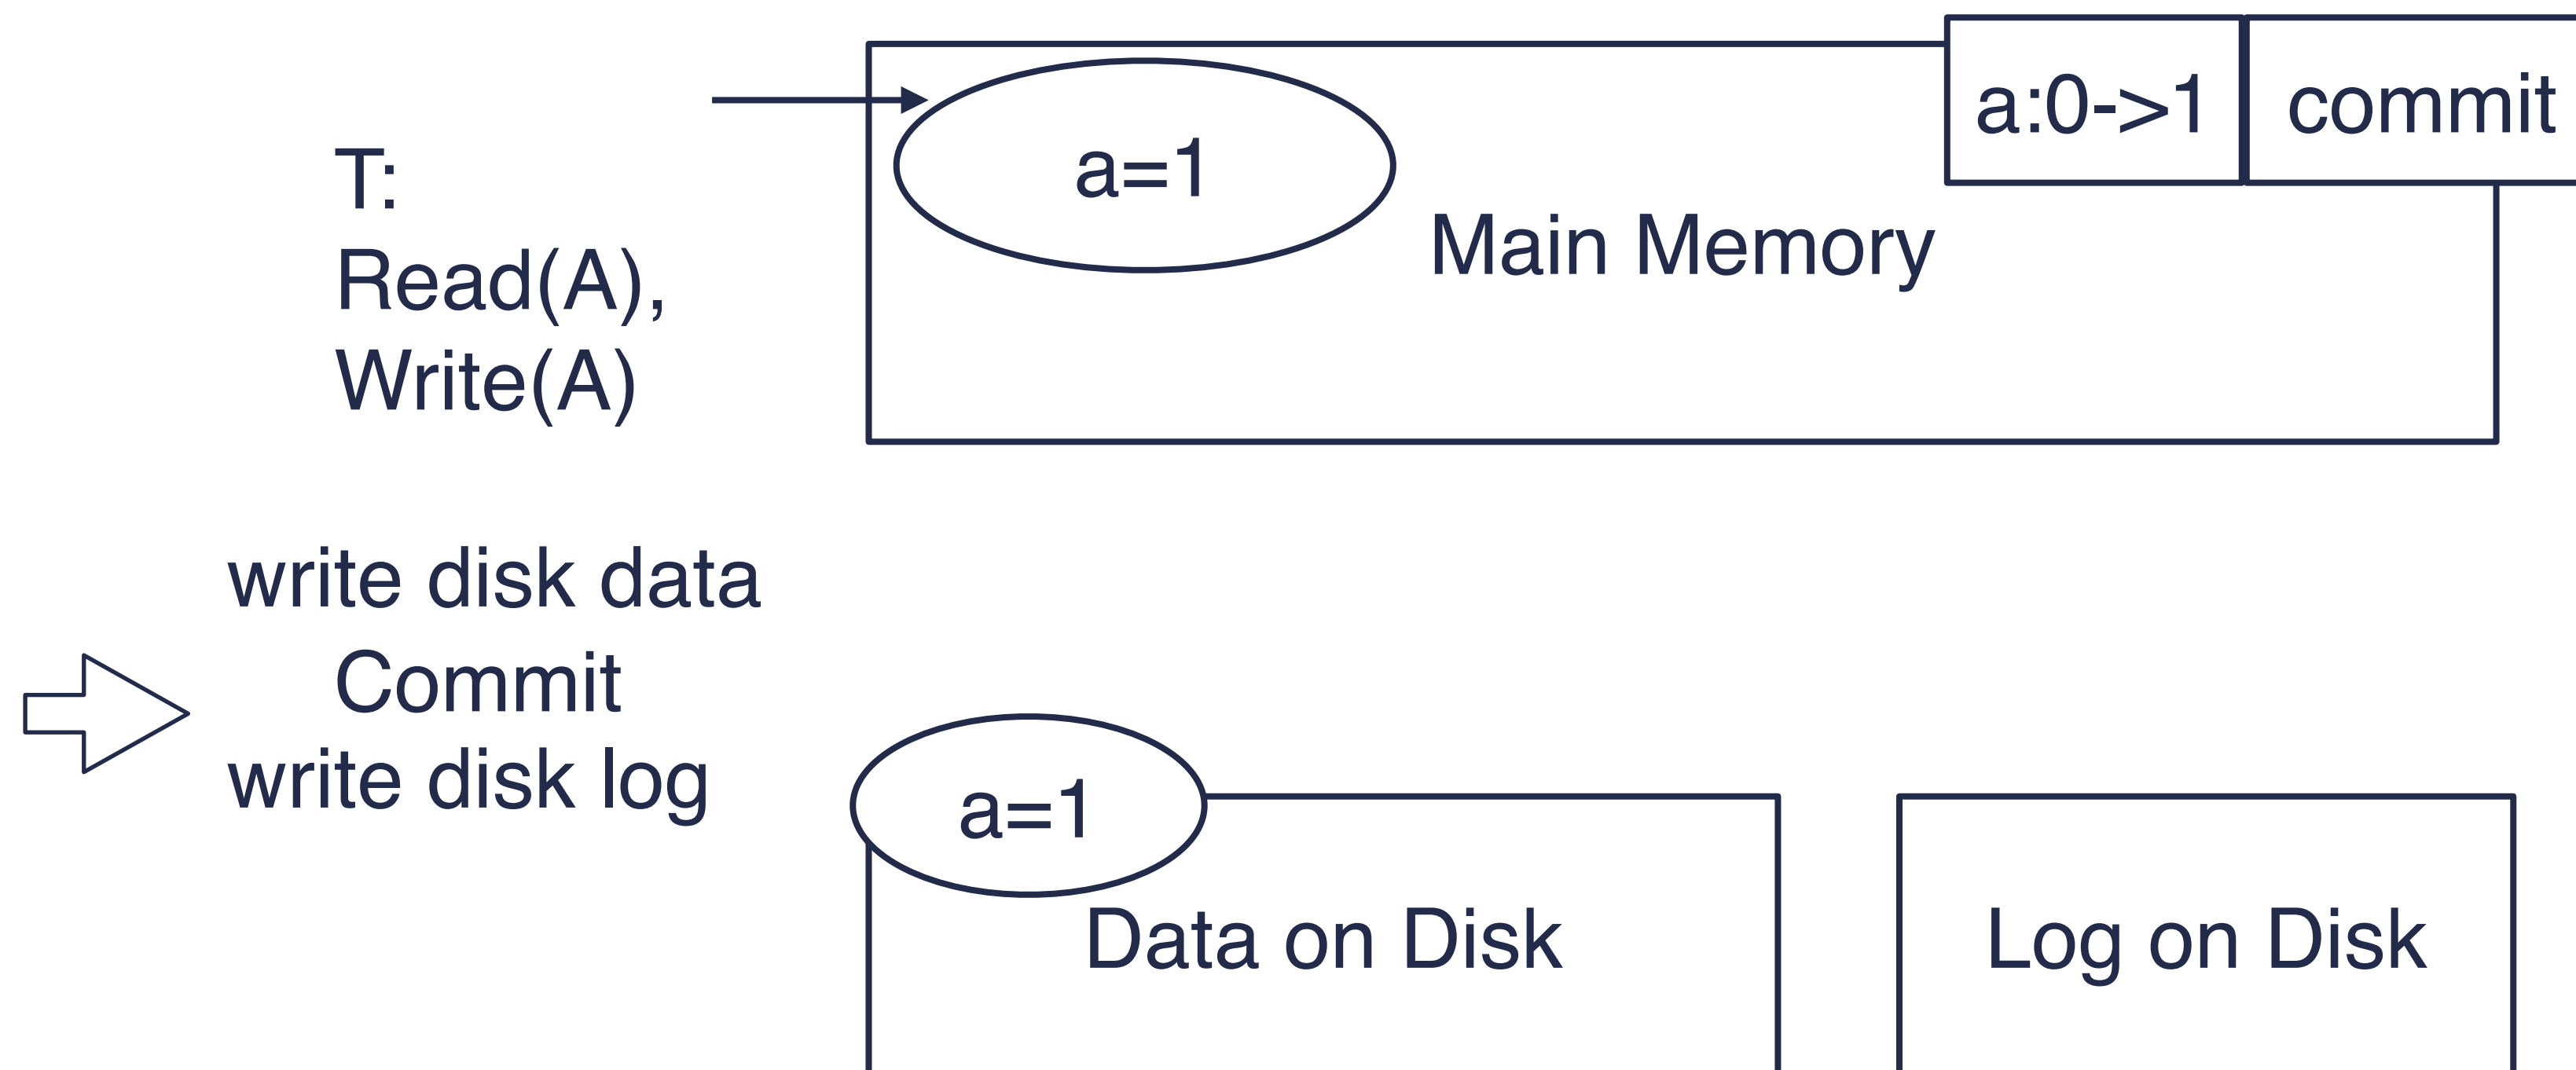 a:0->1 commit
a=1
Main Memory
T:
Read(A),
Write(A)
write disk data
Commit
write disk log
a=1
Data on Disk
Log on Disk